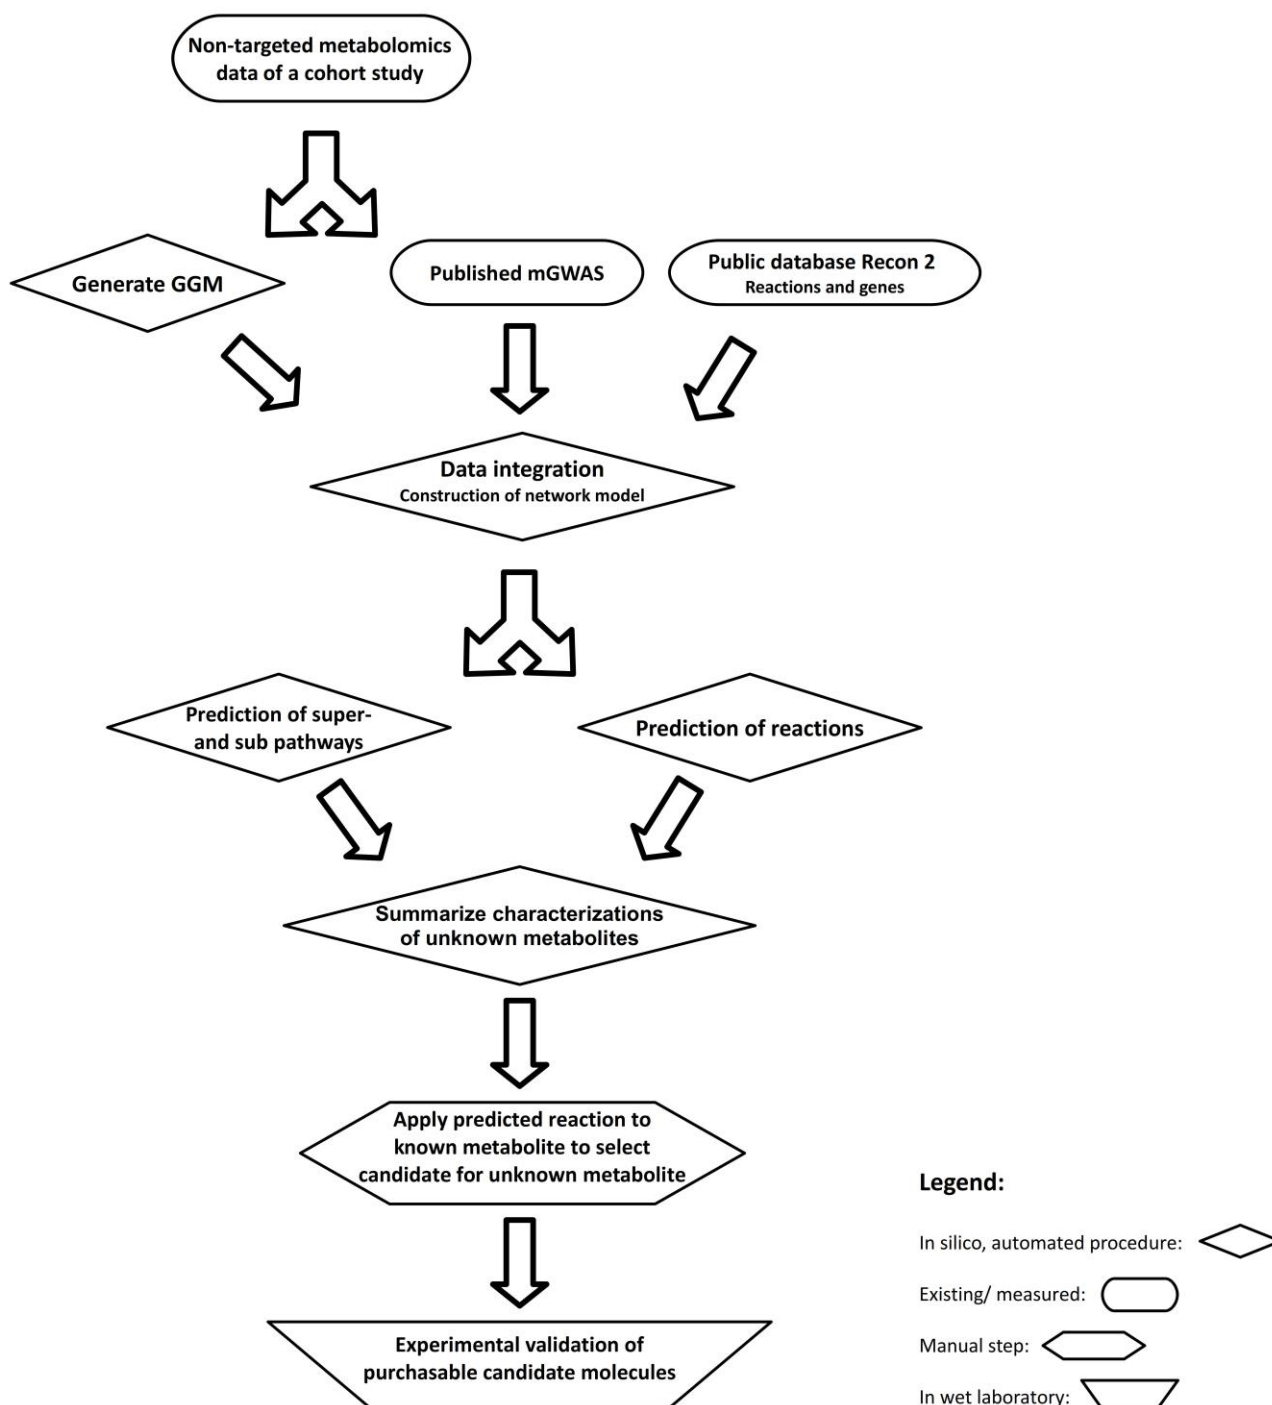 Non-targeted metabolomics
data of a cohort study
Generate GGM
Published mGWAS
Public database Recon 2
Reactions and genes
Data integration
Construction of network model
Prediction of super-
and sub pathways
Prediction of reactions
Summarize characterizations
of unknown metabolites
Apply predicted reaction to
known metabolite to select
candidate for unknown metabolite
Experimental validation of
purchasable candidate molecules
Legend:
In silico, automated procedure:
Existing/ measured:
Manual step:
In wet laboratory: